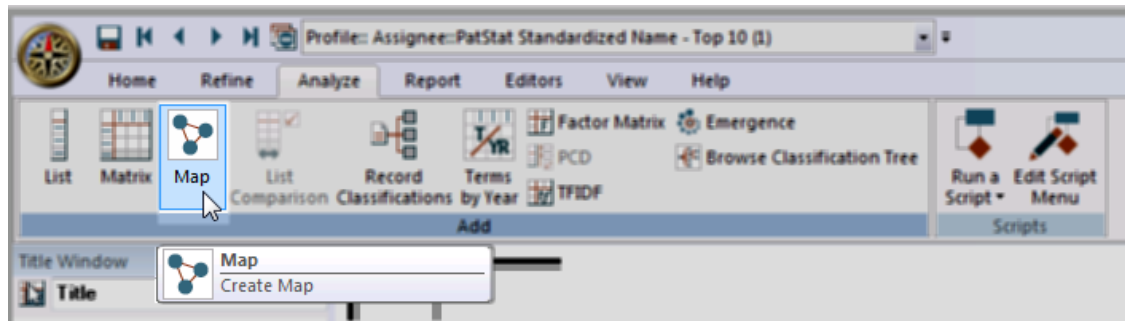 Profile:: Assignee::PatStat Standardized Name - Top 10 (1)
Home Refine Analyze Report Editors View Help
List Matrix Map List Comparison Record Classifications Terms by Year Factor Matrix PCD TFIDF Emergence Browse Classification Tree Run a Script Edit Script Menu
Add Scripts
Title Window
Map
Create Map
Title